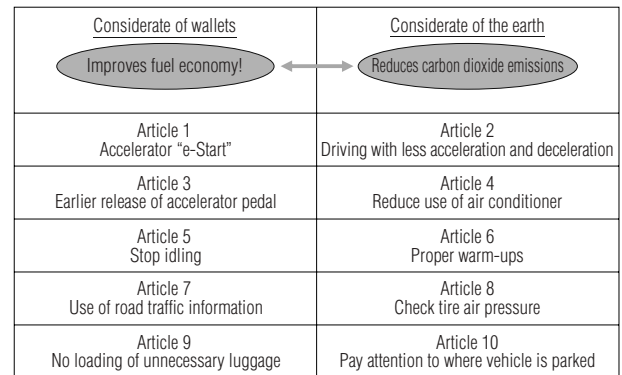 Considerate of wallets
Considerate of the earth
Improves fuel economy!
Reduces carbon dioxide emissions
Article 1
Accelerator “e-Start”
Article 2
Driving with less acceleration and deceleration
Article 3
Earlier release of accelerator pedal
Article 4
Reduce use of air conditioner
Article 5
Stop idling
Article 6
Proper warm-ups
Article 7
Use of road traffic information
Article 8
Check tire air pressure
Article 9
No loading of unnecessary luggage
Article 10
Pay attention to where vehicle is parked